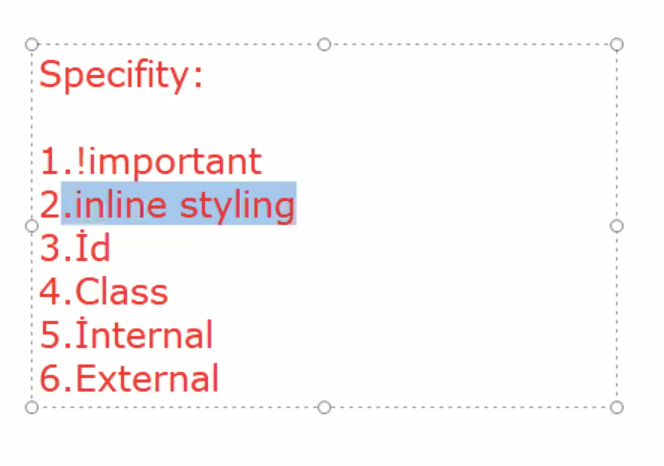 Specifity:
1.!important
2.inline styling
3.İd
4.Class
5.İnternal
6.External